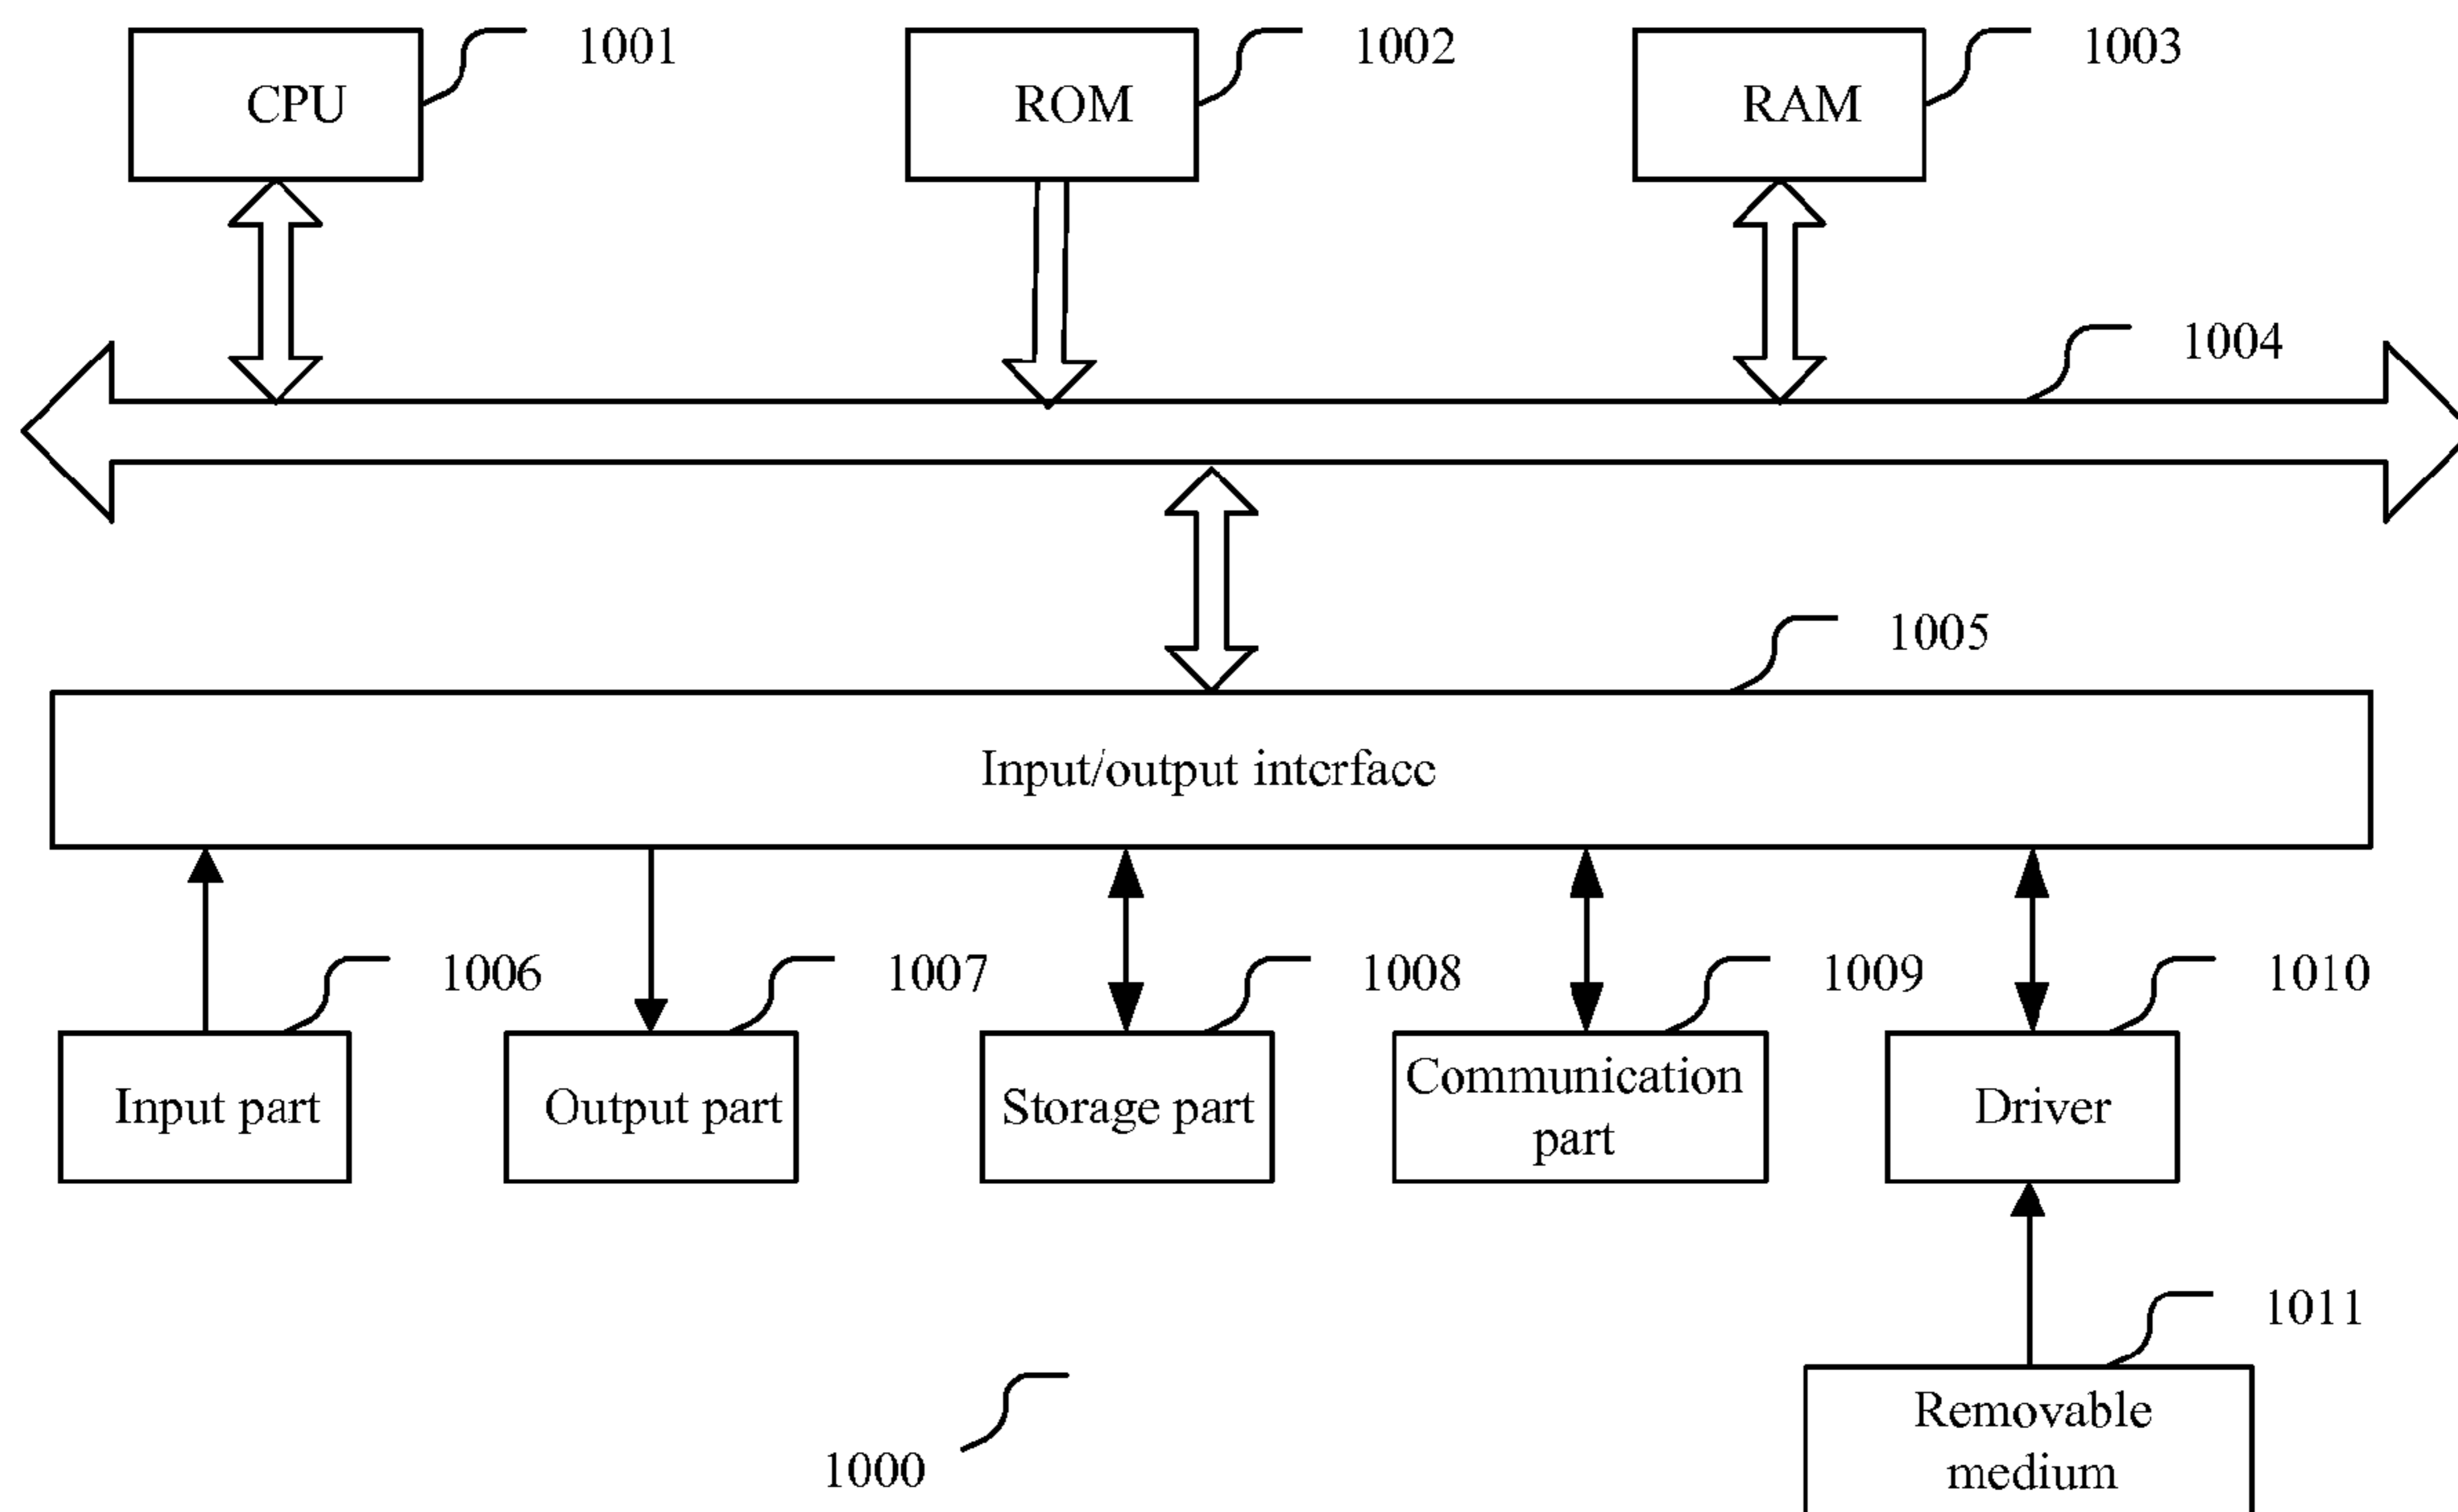 CPU
1001
ROM
1002
RAM
1003
1004
1005
Input/output interface
1006
1007
1008
1009
1010
Input part
Output part
Storage part
Communication
part
Driver
1011
Removable
medium
1000